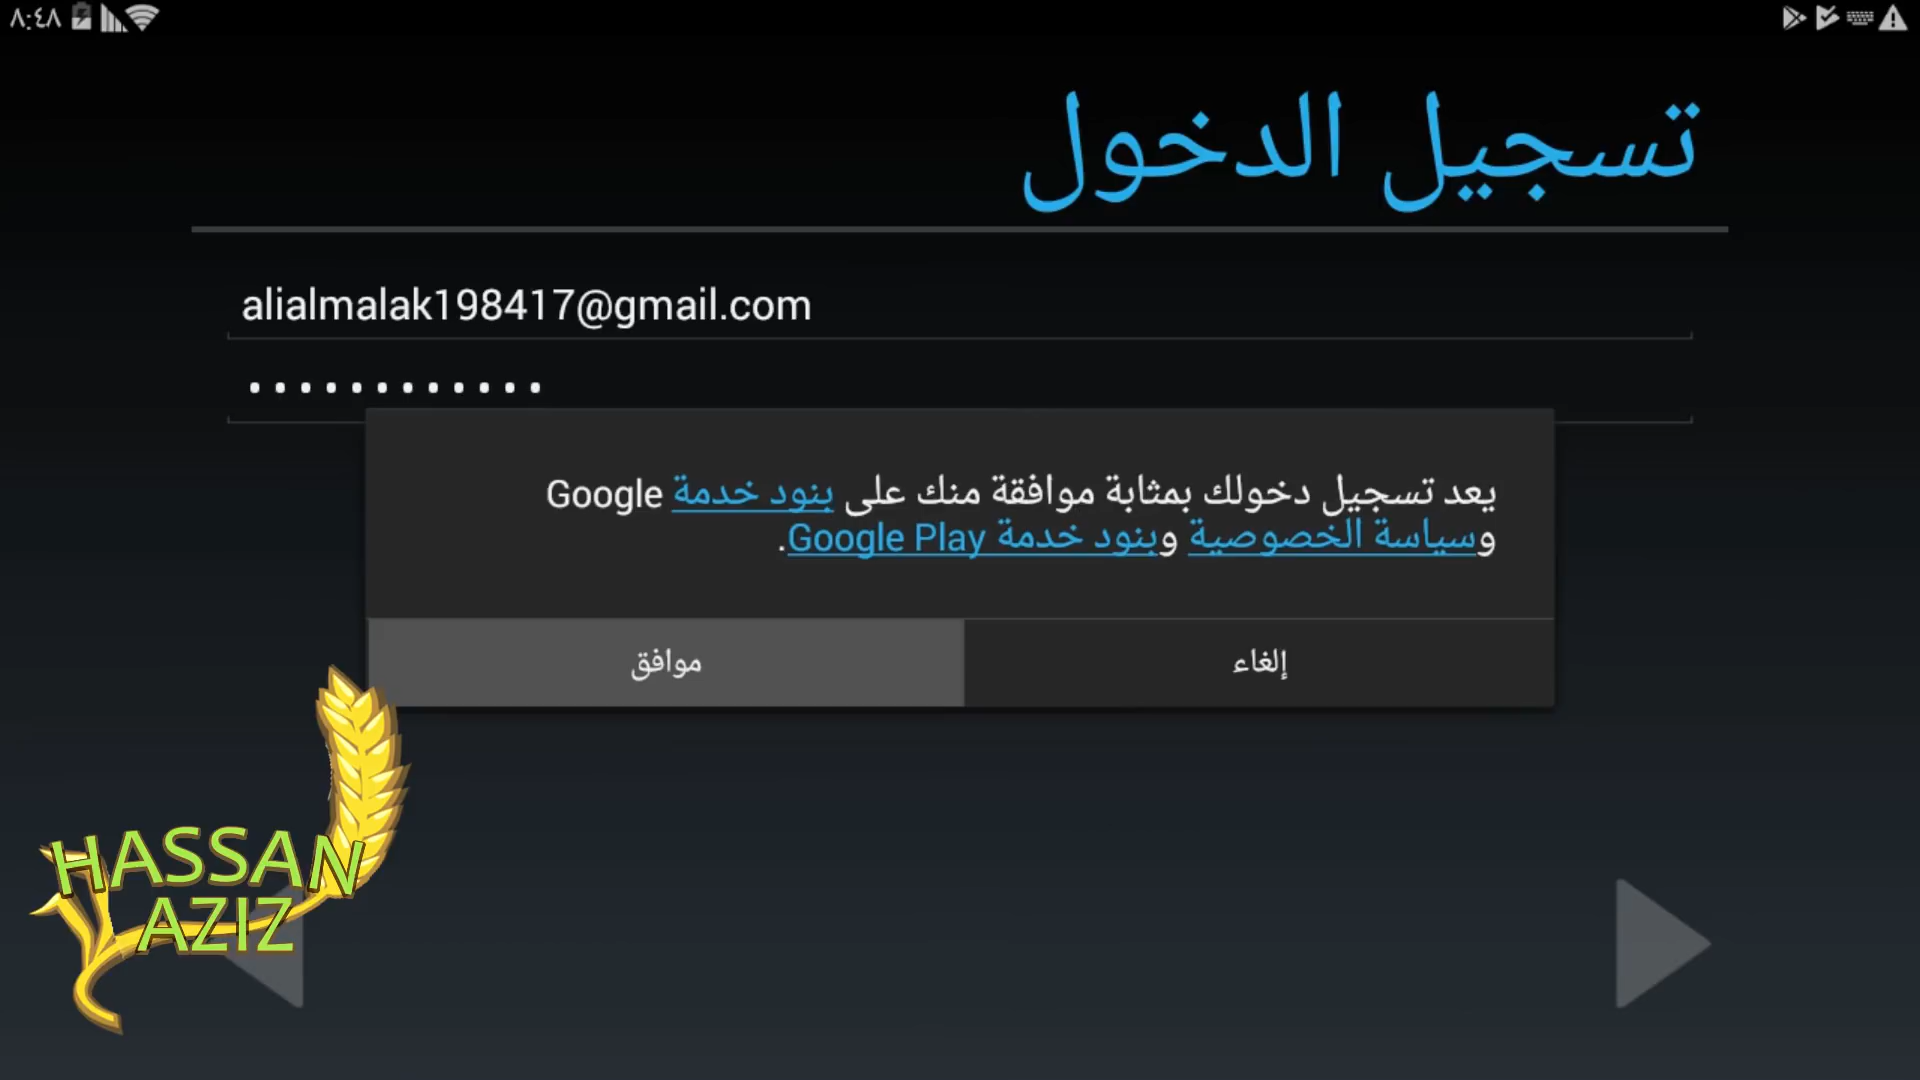 ٨:٤٨
تسجيل الدخول
alialmalak198417@gmail.com
يعد تسجيل دخولك بمثابة موافقة منك على بنود خدمة Google
وسياسة الخصوصية وبنود خدمة Google Play.
إلغاء
موافق
HASSAN
AZIZ